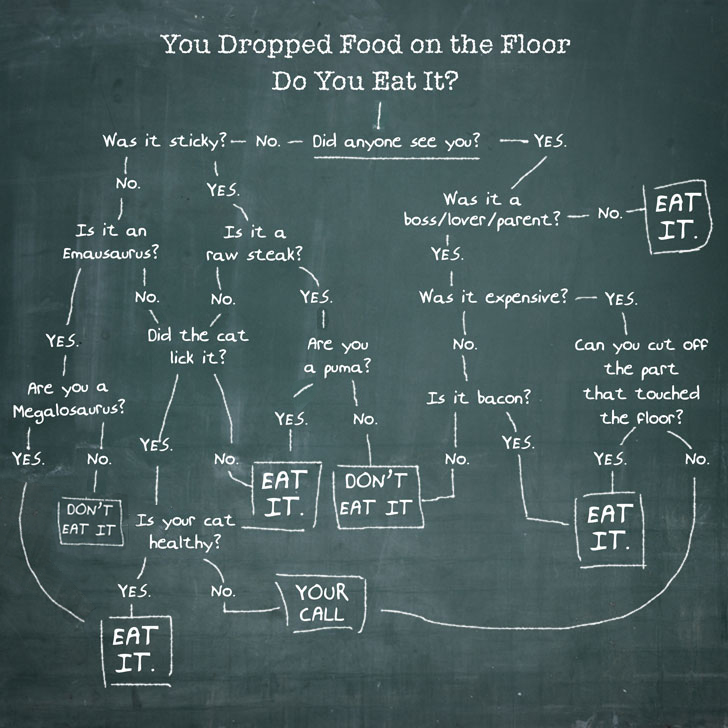 You Dropped Food on the Floor
Do You Eat It?
Was it sticky? No. Did anyone see you? YES.
No.
YES.
Was it a
boss/lover/parent?
No.
EAT
IT.
Is it an
Emausaurus?
Is it a
raw steak?
YES.
No.
No.
YES.
Was it expensive? YES.
YES.
Did the cat
lick it?
Are you
a puma?
No.
Can you cut off
the part
that touched
the floor?
Are you a
Megalosaurus?
Is it bacon?
YES.
No.
YES.
No.
YES.
No.
No.
YES.
YES.
No.
DON'T
EAT IT
EAT
IT.
DON'T
EAT IT
EAT
IT.
Is your cat
healthy?
YES.
No.
YOUR
CALL
EAT
IT.